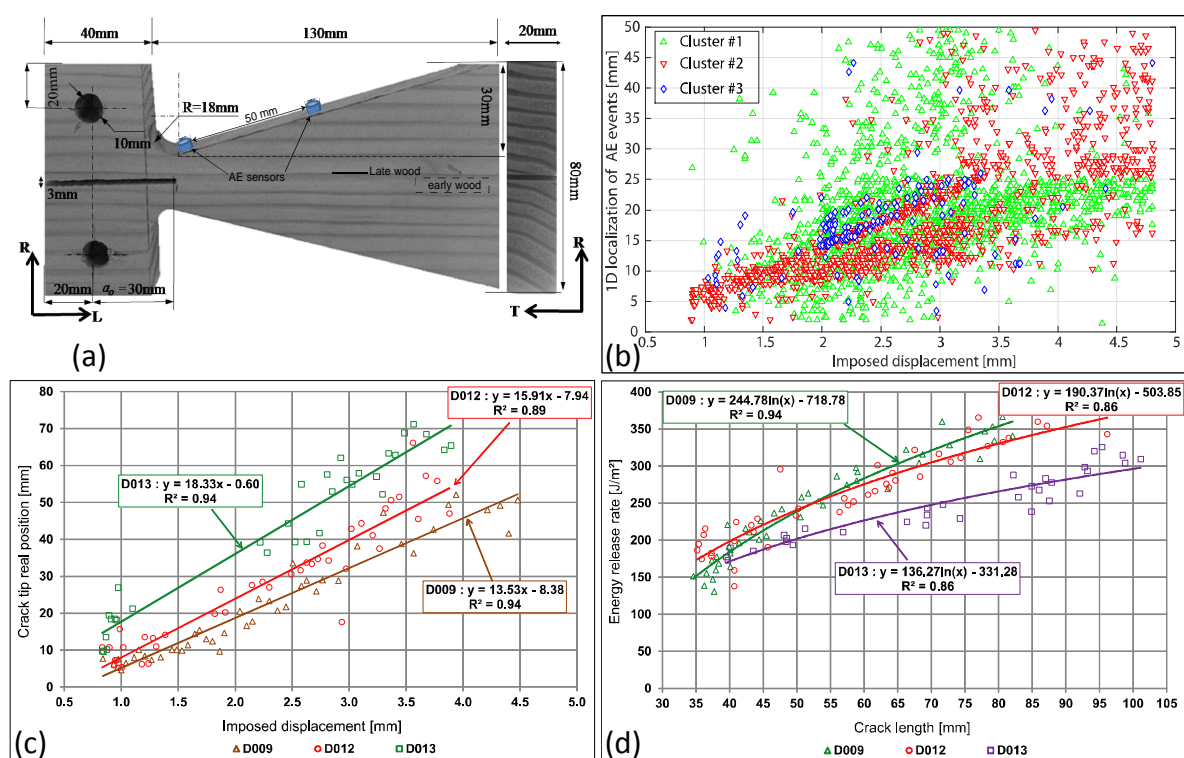 (a)
40mm
130mm
20mm
20mm
R=18mm
50 mm
30mm
10mm
AE sensors
Late wood
early wood
80mm
3mm
R
R
20mm
aₒ =30mm
L
T
(b)
1D localization of AE events [mm]
50
45
40
35
30
25
20
15
10
5
0
Cluster #1
Cluster #2
Cluster #3
0.5 1 1.5 2 2.5 3 3.5 4 4.5 5
Imposed displacement [mm]
(c)
Crack tip real position [mm]
80
70
60
50
40
30
20
10
0
D012 : y = 15.91x - 7.94
R² = 0.89
D013 : y = 18.33x - 0.60
R² = 0.94
D009 : y = 13.53x - 8.38
R² = 0.94
0.5 1.0 1.5 2.0 2.5 3.0 3.5 4.0 4.5 5.0
Imposed displacement [mm]
D009 D012 D013
(d)
Energy release rate [J/m²]
400
350
300
250
200
150
100
50
0
D009 : y = 244.78ln(x) - 718.78
R² = 0.94
D012 : y = 190.37ln(x) - 503.85
R² = 0.86
D013 : y = 136,27ln(x) - 331,28
R² = 0.86
30 35 40 45 50 55 60 65 70 75 80 85 90 95 100 105
Crack length [mm]
D009 D012 D013